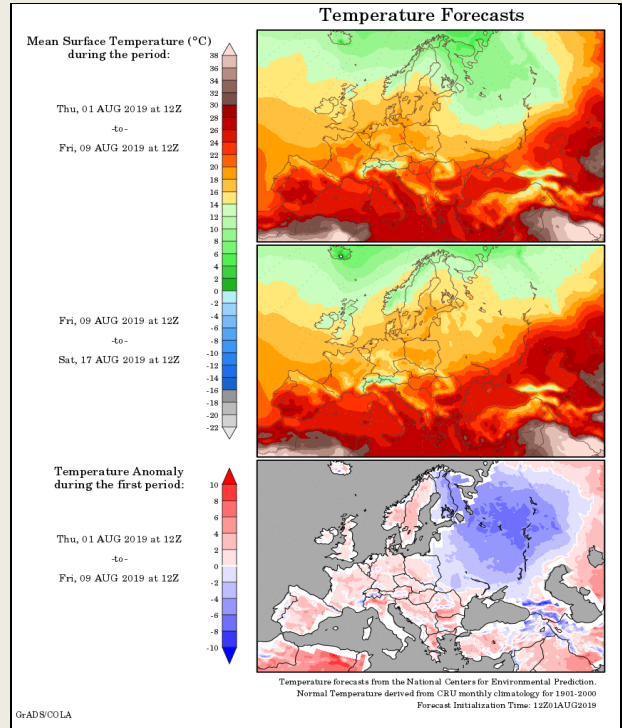 Temperature Forecasts
Mean Surface Temperature (°C)
during the period:
Thu, 01 AUG 2019 at 12Z
-to-
Fri, 09 AUG 2019 at 12Z
38
36
34
32
30
28
26
24
22
20
18
16
14
12
10
8
6
4
2
0
-2
-4
-6
-8
-10
-12
-14
-16
-18
-20
-22
Fri, 09 AUG 2019 at 12Z
-to-
Sat, 17 AUG 2019 at 12Z
Temperature Anomaly
during the first period:
Thu, 01 AUG 2019 at 12Z
-to-
Fri, 09 AUG 2019 at 12Z
10
8
6
4
2
0
-2
-4
-6
-8
-10
Temperature forecasts from the National Centers for Environmental Prediction.
Normal Temperature derived from CRU monthly climatology for 1901-2000
Forecast Initialization Time: 12Z01AUG2019
GrADS/COLA